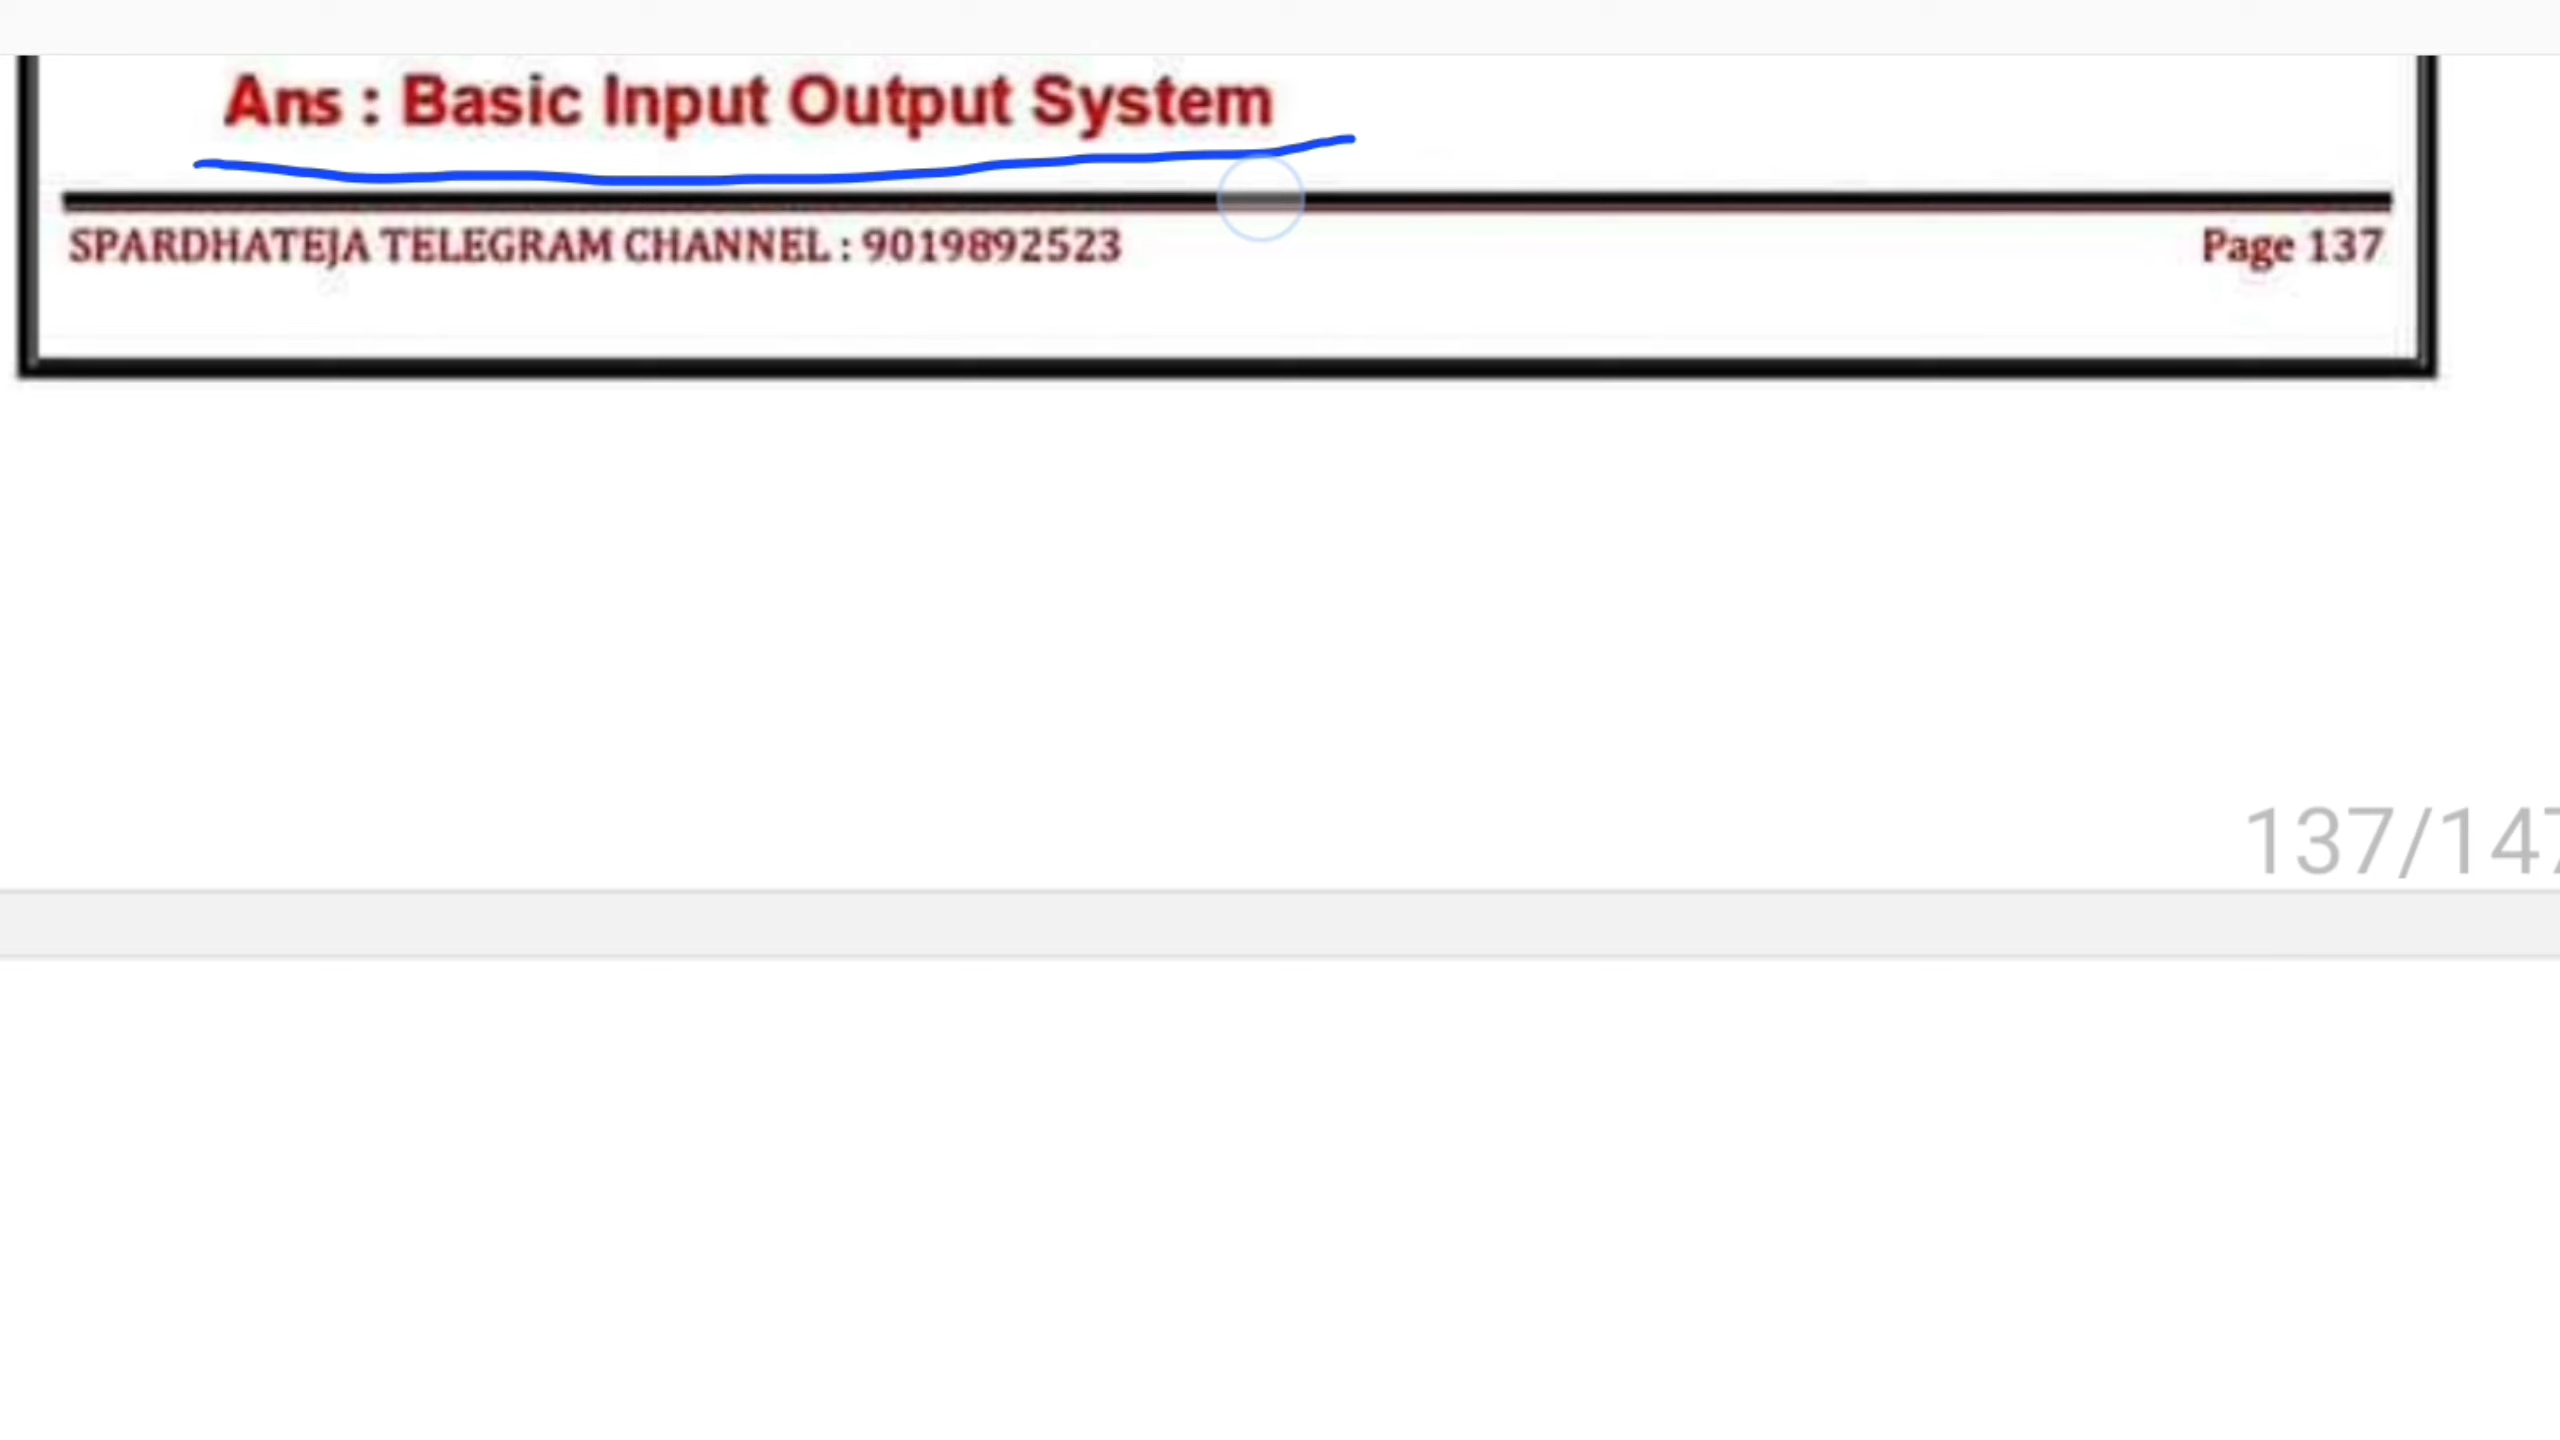 Ans : Basic Input Output System
SPARDHATEJA TELEGRAM CHANNEL : 9019892523 Page 137
137/147